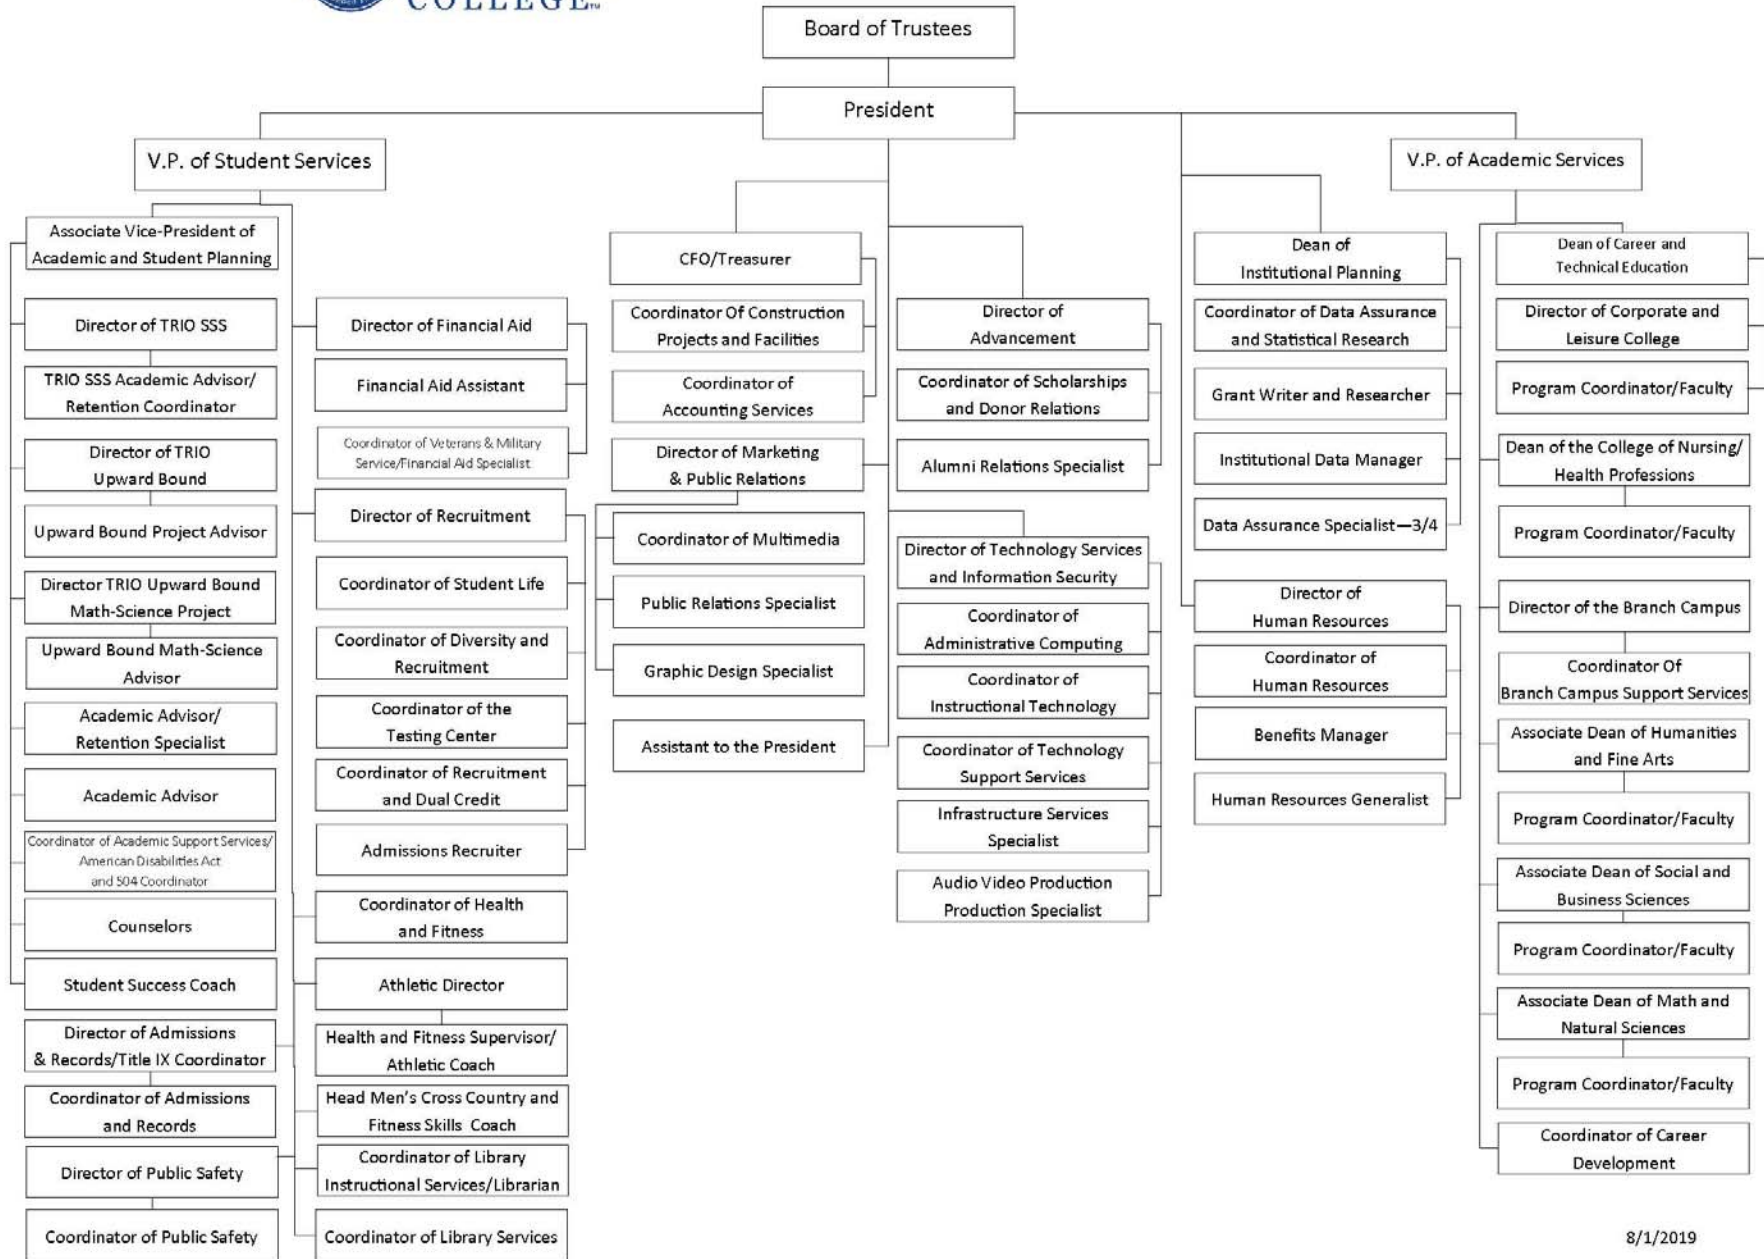 COLLEGE™
Board of Trustees
President
V.P. of Student Services
V.P. of Academic Services
Associate Vice-President of
Academic and Student Planning
Director of TRIO SSS
TRIO SSS Academic Advisor/
Retention Coordinator
Director of TRIO
Upward Bound
Upward Bound Project Advisor
Director TRIO Upward Bound
Math-Science Project
Upward Bound Math-Science
Advisor
Academic Advisor/
Retention Specialist
Academic Advisor
Coordinator of Academic Support Services/
American Disabilities Act
and 504 Coordinator
Counselors
Student Success Coach
Director of Admissions
& Records/Title IX Coordinator
Coordinator of Admissions
and Records
Director of Public Safety
Coordinator of Public Safety
Director of Financial Aid
Financial Aid Assistant
Coordinator of Veterans & Military
Service/Financial Aid Specialist
Director of Recruitment
Coordinator of Student Life
Coordinator of Diversity and
Recruitment
Coordinator of the
Testing Center
Coordinator of Recruitment
and Dual Credit
Admissions Recruiter
Coordinator of Health
and Fitness
Athletic Director
Health and Fitness Supervisor/
Athletic Coach
Head Men's Cross Country and
Fitness Skills Coach
Coordinator of Library
Instructional Services/Librarian
Coordinator of Library Services
CFO/Treasurer
Coordinator Of Construction
Projects and Facilities
Coordinator of
Accounting Services
Director of Marketing
& Public Relations
Coordinator of Multimedia
Public Relations Specialist
Graphic Design Specialist
Assistant to the President
Director of
Advancement
Coordinator of Scholarships
and Donor Relations
Alumni Relations Specialist
Director of Technology Services
and Information Security
Coordinator of
Administrative Computing
Coordinator of
Instructional Technology
Coordinator of Technology
Support Services
Infrastructure Services
Specialist
Audio Video Production
Production Specialist
Dean of
Institutional Planning
Coordinator of Data Assurance
and Statistical Research
Grant Writer and Researcher
Institutional Data Manager
Data Assurance Specialist—3/4
Director of
Human Resources
Coordinator of
Human Resources
Benefits Manager
Human Resources Generalist
Dean of Career and
Technical Education
Director of Corporate and
Leisure College
Program Coordinator/Faculty
Dean of the College of Nursing/
Health Professions
Program Coordinator/Faculty
Director of the Branch Campus
Coordinator Of
Branch Campus Support Services
Associate Dean of Humanities
and Fine Arts
Program Coordinator/Faculty
Associate Dean of Social and
Business Sciences
Program Coordinator/Faculty
Associate Dean of Math and
Natural Sciences
Program Coordinator/Faculty
Coordinator of Career
Development
8/1/2019